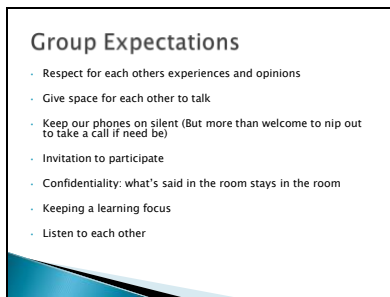 Group Expectations
• Respect for each others experiences and opinions
• Give space for each other to talk
• Keep our phones on silent (But more than welcome to nip out
to take a call if need be)
• Invitation to participate
• Confidentiality: what's said in the room stays in the room
• Keeping a learning focus
• Listen to each other